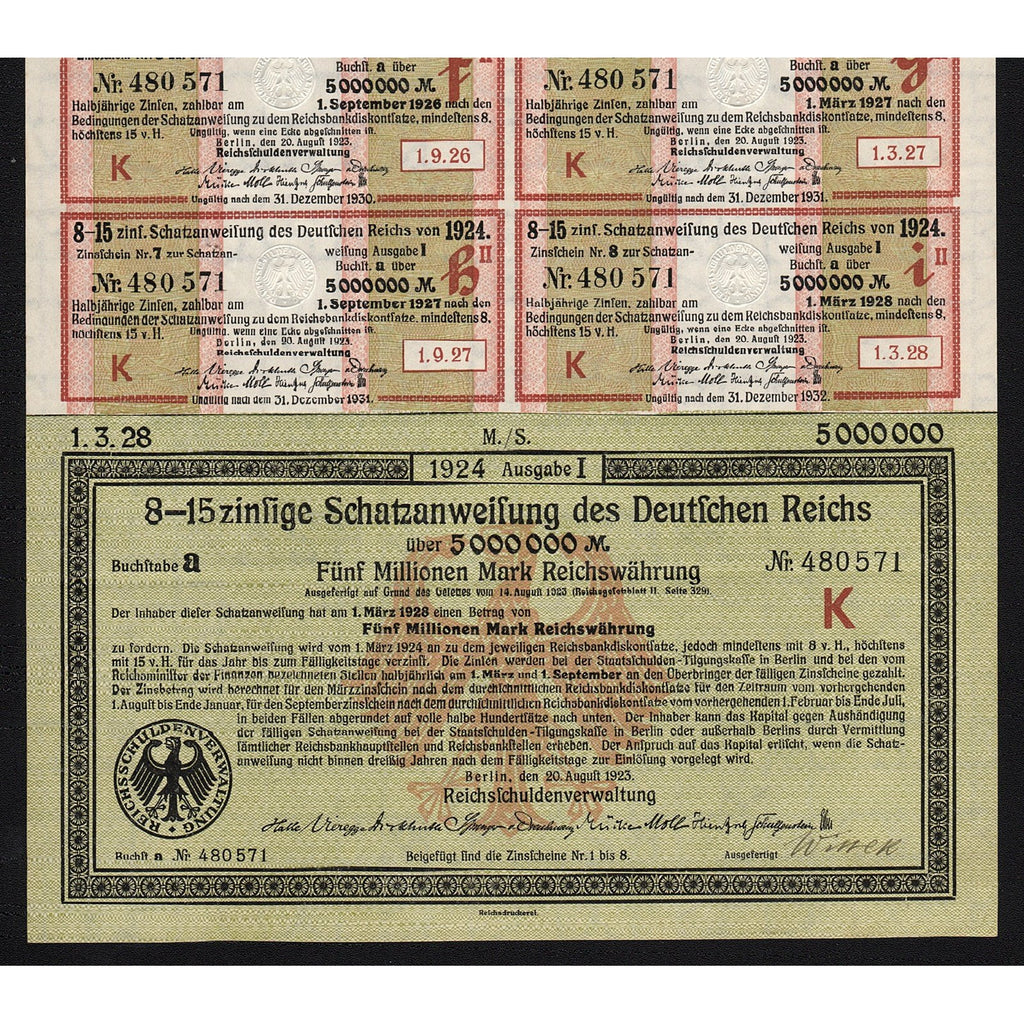 Nr. 480 571
Buchſt. a über
5000000 M.
Halbjährige Zinſen, zahlbar am 1. September 1926 nach den
Bedingungen der Schatzanweiſung zu dem Reichsbankdiskontſatze, mindeſtens 8,
höchſtens 15 v. H.
Ungültig, wenn eine Ecke abgeſchnitten iſt.
Berlin, den 20. Auguſt 1923.
Reichsſchuldenverwaltung
K
1.9.26
Ungültig nach dem 31. Dezember 1930.
Nr. 480 571
Buchſt. a über
5000000 M.
Halbjährige Zinſen, zahlbar am 1. März 1927 nach den
Bedingungen der Schatzanweiſung zu dem Reichsbankdiskontſatze, mindeſtens 8,
höchſtens 15 v. H.
Ungültig, wenn eine Ecke abgeſchnitten iſt.
Berlin, den 20. Auguſt 1923.
Reichsſchuldenverwaltung
K
1.3.27
Ungültig nach dem 31. Dezember 1931.
8–15 zinſ. Schatzanweiſung des Deutſchen Reichs von 1924.
Zinsſchein Nr. 7 zur Schatzan- weiſung Ausgabe I
Buchſt. a über
II
Nr. 480 571
5000000 M.
Halbjährige Zinſen, zahlbar am 1. September 1927 nach den
Bedingungen der Schatzanweiſung zu dem Reichsbankdiskontſatze, mindeſtens 8,
höchſtens 15 v. H.
Ungültig, wenn eine Ecke abgeſchnitten iſt.
Berlin, den 20. Auguſt 1923.
Reichsſchuldenverwaltung
K
1.9.27
Ungültig nach dem 31. Dezember 1931.
8–15 zinſ. Schatzanweiſung des Deutſchen Reichs von 1924.
Zinsſchein Nr. 8 zur Schatzan- weiſung Ausgabe I
Buchſt. a über
i II
Nr. 480 571
5000000 M.
Halbjährige Zinſen, zahlbar am 1. März 1928 nach den
Bedingungen der Schatzanweiſung zu dem Reichsbankdiskontſatze, mindeſtens 8,
höchſtens 15 v. H.
Ungültig, wenn eine Ecke abgeſchnitten iſt.
Berlin, den 20. Auguſt 1923.
Reichsſchuldenverwaltung
K
1.3.28
Ungültig nach dem 31. Dezember 1932.
1.3.28 M./S. 5000000
1924 Ausgabe I
8–15 zinſige Schatzanweiſung des Deutſchen Reichs
über 5000000 M.
Buchſtabe a
Nr. 480571
Fünf Millionen Mark Reichswährung
Ausgefertigt auf Grund des Geſetzes vom 14. Auguſt 1923 (Reichsgeſetzblatt II. Seite 329).
K
Der Inhaber dieſer Schatzanweiſung hat am 1. März 1928 einen Betrag von
Fünf Millionen Mark Reichswährung
zu fordern. Die Schatzanweiſung wird vom 1. März 1924 an zu dem jeweiligen Reichsbankdiskontſatze, jedoch mindeſtens mit 8 v. H., höchſtens
mit 15 v. H. für das Jahr bis zum Fälligkeitstage verzinſt. Die Zinſen werden bei der Staatsſchulden-Tilgungskaſſe in Berlin und bei den vom
Reichsminiſter der Finanzen bezeichneten Stellen halbjährlich am 1. März und 1. September an den Überbringer der fälligen Zinsſcheine gezahlt.
Der Zinsbetrag wird berechnet für den Märzzinsſchein nach dem durchſchnittlichen Reichsbankdiskontſatze für den Zeitraum vom vorhergehenden
1. Auguſt bis Ende Januar, für den Septemberzinsſchein nach dem durchſchnittlichen Reichsbankdiskontſatze vom vorhergehenden 1. Februar bis Ende Juli,
in beiden Fällen abgerundet auf volle halbe Hundertſätze nach unten. Der Inhaber kann das Kapital gegen Aushändigung
der fälligen Schatzanweiſung bei der Staatsſchulden-Tilgungskaſſe in Berlin oder außerhalb Berlins durch Vermittlung
ſämtlicher Reichsbankhauptſtellen und Reichsbankſtellen erheben. Der Anſpruch auf das Kapital erliſcht, wenn die Schatz-
anweiſung nicht binnen dreißig Jahren nach dem Fälligkeitstage zur Einlöſung vorgelegt wird.
Berlin, den 20. Auguſt 1923.
Reichsſchuldenverwaltung
REICHSSCHULDENVERWALTUNG
Buchſt. a Nr. 480571
Beigefügt ſind die Zinsſcheine Nr. 1 bis 8.
Ausgefertigt
Reichsdruckerei.